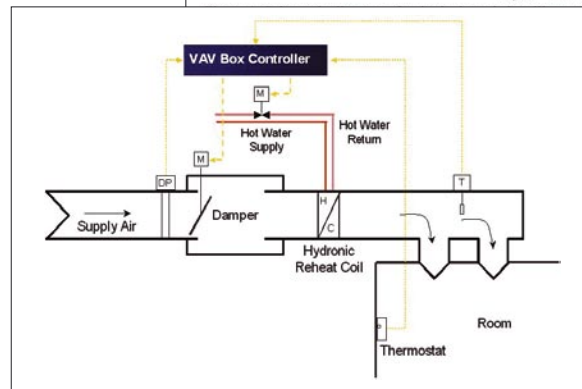 VAV Box Controller
M
Hot Water
Supply
Hot Water
Return
M
DP
T
Supply Air
Damper
H
C
Hydronic
Reheat Coil
Room
Thermostat